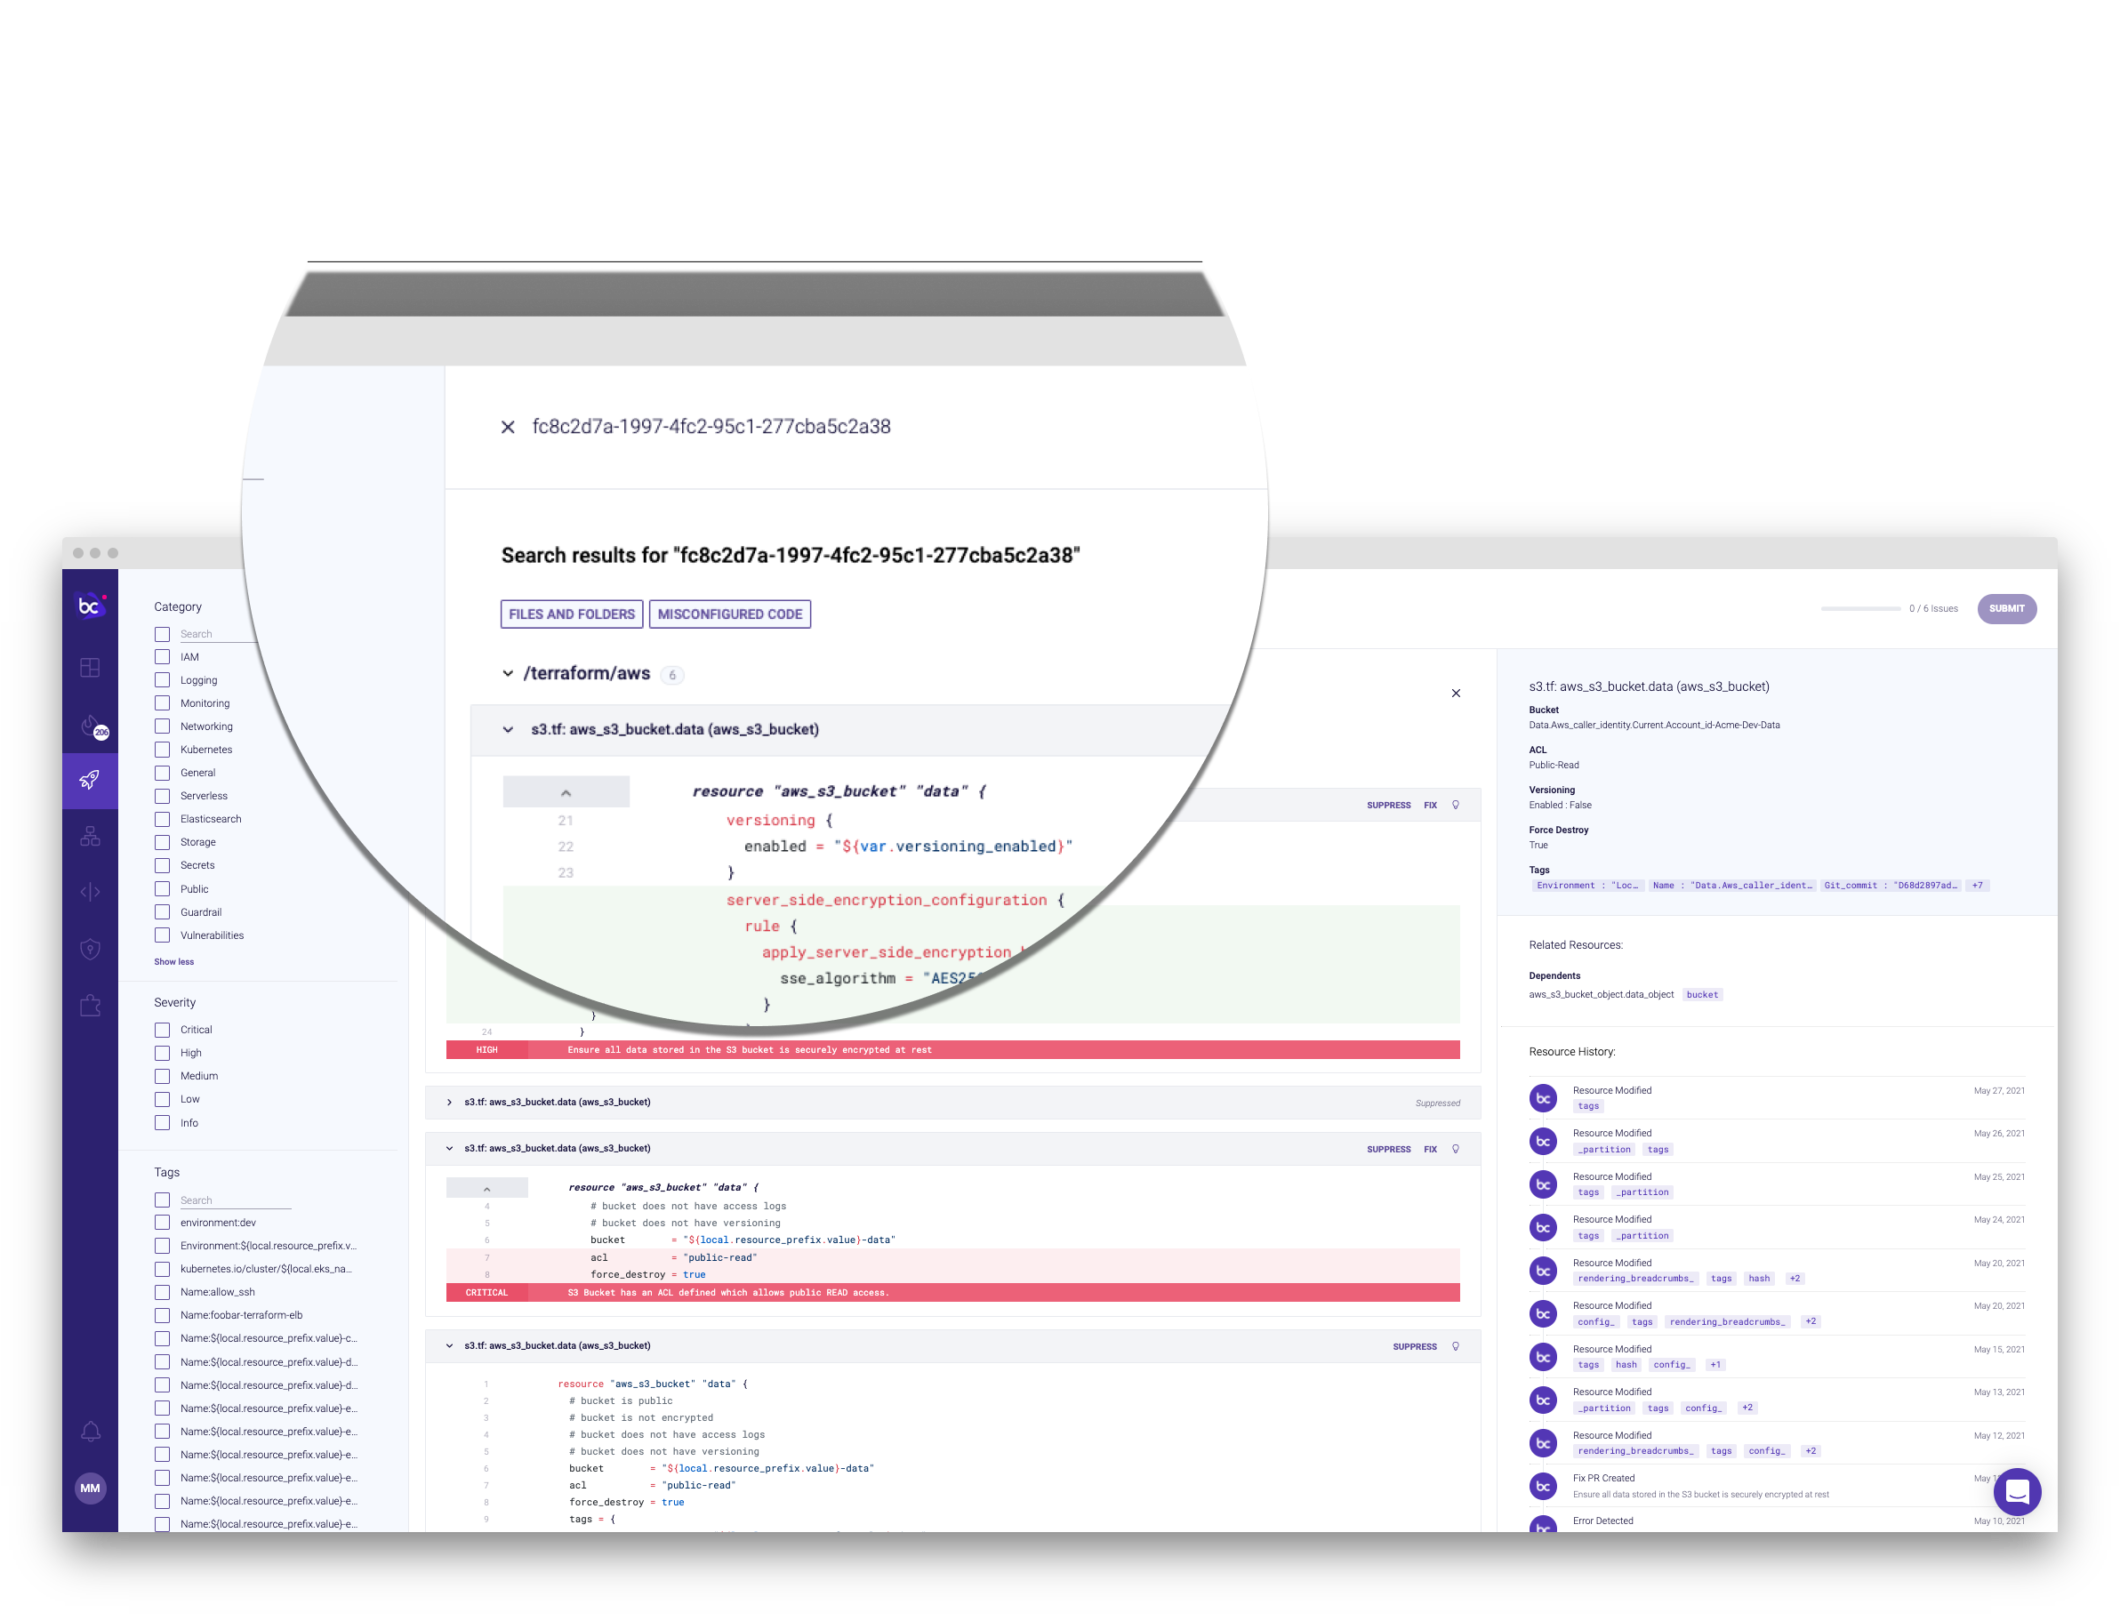 fc8c2d7a-1997-4fc2-95c1-277cba5c2a38
Search results for "fc8c2d7a-1997-4fc2-95c1-277cba5c2a38"
FILES AND FOLDERS MISCONFIGURED CODE
/terraform/aws 6
s3.tf: aws_s3_bucket.data (aws_s3_bucket)
resource "aws_s3_bucket" "data" {
21 versioning {
22 enabled = "${var.versioning_enabled}"
23 }
server_side_encryption_configuration {
rule {
apply_server_side_encryption
sse_algorithm = "AES25
}
}
24 }
HIGH Ensure all data stored in the S3 bucket is securely encrypted at rest
bc
206
MM
Category
Search
IAM
Logging
Monitoring
Networking
Kubernetes
General
Serverless
Elasticsearch
Storage
Secrets
Public
Guardrail
Vulnerabilities
Show less
Severity
Critical
High
Medium
Low
Info
Tags
Search
environment:dev
Environment:${local.resource_prefix.v...
kubernetes.io/cluster/${local.eks_na...
Name:allow_ssh
Name:foobar-terraform-elb
Name:${local.resource_prefix.value}-c...
Name:${local.resource_prefix.value}-d...
Name:${local.resource_prefix.value}-d...
Name:${local.resource_prefix.value}-e...
Name:${local.resource_prefix.value}-e...
Name:${local.resource_prefix.value}-e...
Name:${local.resource_prefix.value}-e...
Name:${local.resource_prefix.value}-e...
Name:${local.resource_prefix.value}-e...
SUPPRESS FIX
s3.tf: aws_s3_bucket.data (aws_s3_bucket) Suppressed
s3.tf: aws_s3_bucket.data (aws_s3_bucket) SUPPRESS FIX
resource "aws_s3_bucket" "data" {
4 # bucket does not have access logs
5 # bucket does not have versioning
6 bucket = "${local.resource_prefix.value}-data"
7 acl = "public-read"
8 force_destroy = true
CRITICAL S3 Bucket has an ACL defined which allows public READ access.
s3.tf: aws_s3_bucket.data (aws_s3_bucket) SUPPRESS
1 resource "aws_s3_bucket" "data" {
2 # bucket is public
3 # bucket is not encrypted
4 # bucket does not have access logs
5 # bucket does not have versioning
6 bucket = "${local.resource_prefix.value}-data"
7 acl = "public-read"
8 force_destroy = true
9 tags = {
0 / 6 Issues SUBMIT
s3.tf: aws_s3_bucket.data (aws_s3_bucket)
Bucket
Data.Aws_caller_identity.Current.Account_id-Acme-Dev-Data
ACL
Public-Read
Versioning
Enabled : False
Force Destroy
True
Tags
Environment : "Loc... Name : "Data.Aws_caller_ident... Git_commit : "D68d2897ad... +7
Related Resources:
Dependents
aws_s3_bucket_object.data_object bucket
Resource History:
bc Resource Modified May 27, 2021
tags
bc Resource Modified May 26, 2021
_partition tags
bc Resource Modified May 25, 2021
tags _partition
bc Resource Modified May 24, 2021
tags _partition
bc Resource Modified May 20, 2021
rendering_breadcrumbs_ tags hash +2
bc Resource Modified May 20, 2021
config_ tags rendering_breadcrumbs_ +2
bc Resource Modified May 15, 2021
tags hash config_ +1
bc Resource Modified May 13, 2021
_partition tags config_ +2
bc Resource Modified May 12, 2021
rendering_breadcrumbs_ tags config_ +2
bc Fix PR Created May
Ensure all data stored in the S3 bucket is securely encrypted at rest
bc Error Detected May 10, 2021